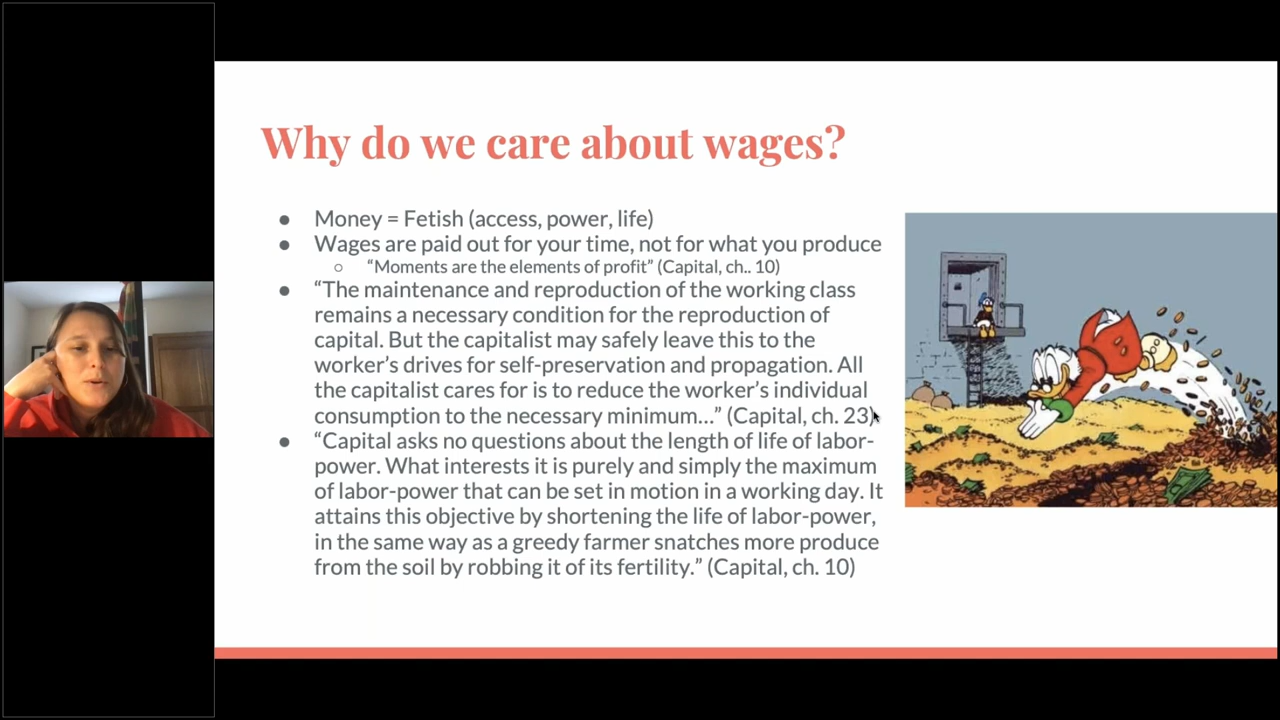 Why do we care about wages?
● Money = Fetish (access, power, life)
● Wages are paid out for your time, not for what you produce
○ “Moments are the elements of profit” (Capital, ch.. 10)
● “The maintenance and reproduction of the working class
remains a necessary condition for the reproduction of
capital. But the capitalist may safely leave this to the
worker’s drives for self-preservation and propagation. All
the capitalist cares for is to reduce the worker’s individual
consumption to the necessary minimum...” (Capital, ch. 23)
● “Capital asks no questions about the length of life of labor-
power. What interests it is purely and simply the maximum
of labor-power that can be set in motion in a working day. It
attains this objective by shortening the life of labor-power,
in the same way as a greedy farmer snatches more produce
from the soil by robbing it of its fertility.” (Capital, ch. 10)